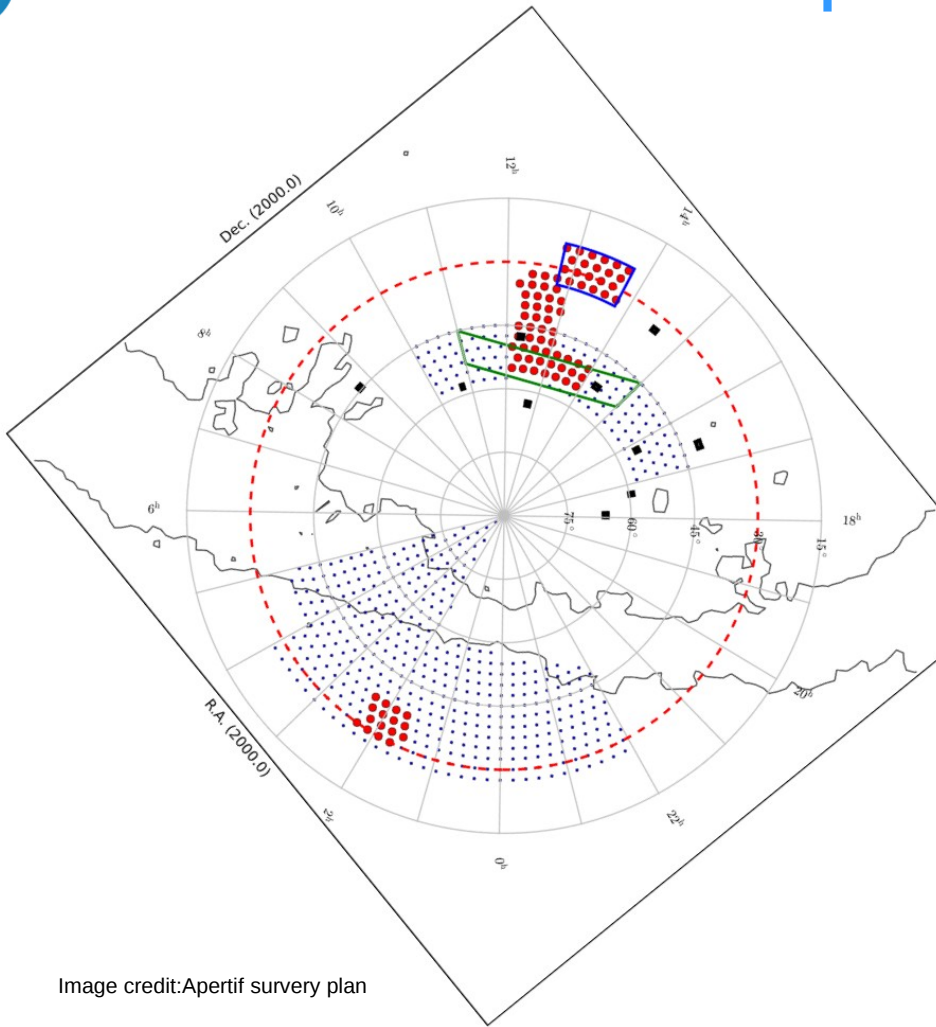 12h
14h
10h
Dec. (2000.0)
8h
6h
75°
60°
45°
30°
15°
18h
20h
R.A. (2000.0)
2h
22h
0h
Image credit:Apertif survery plan